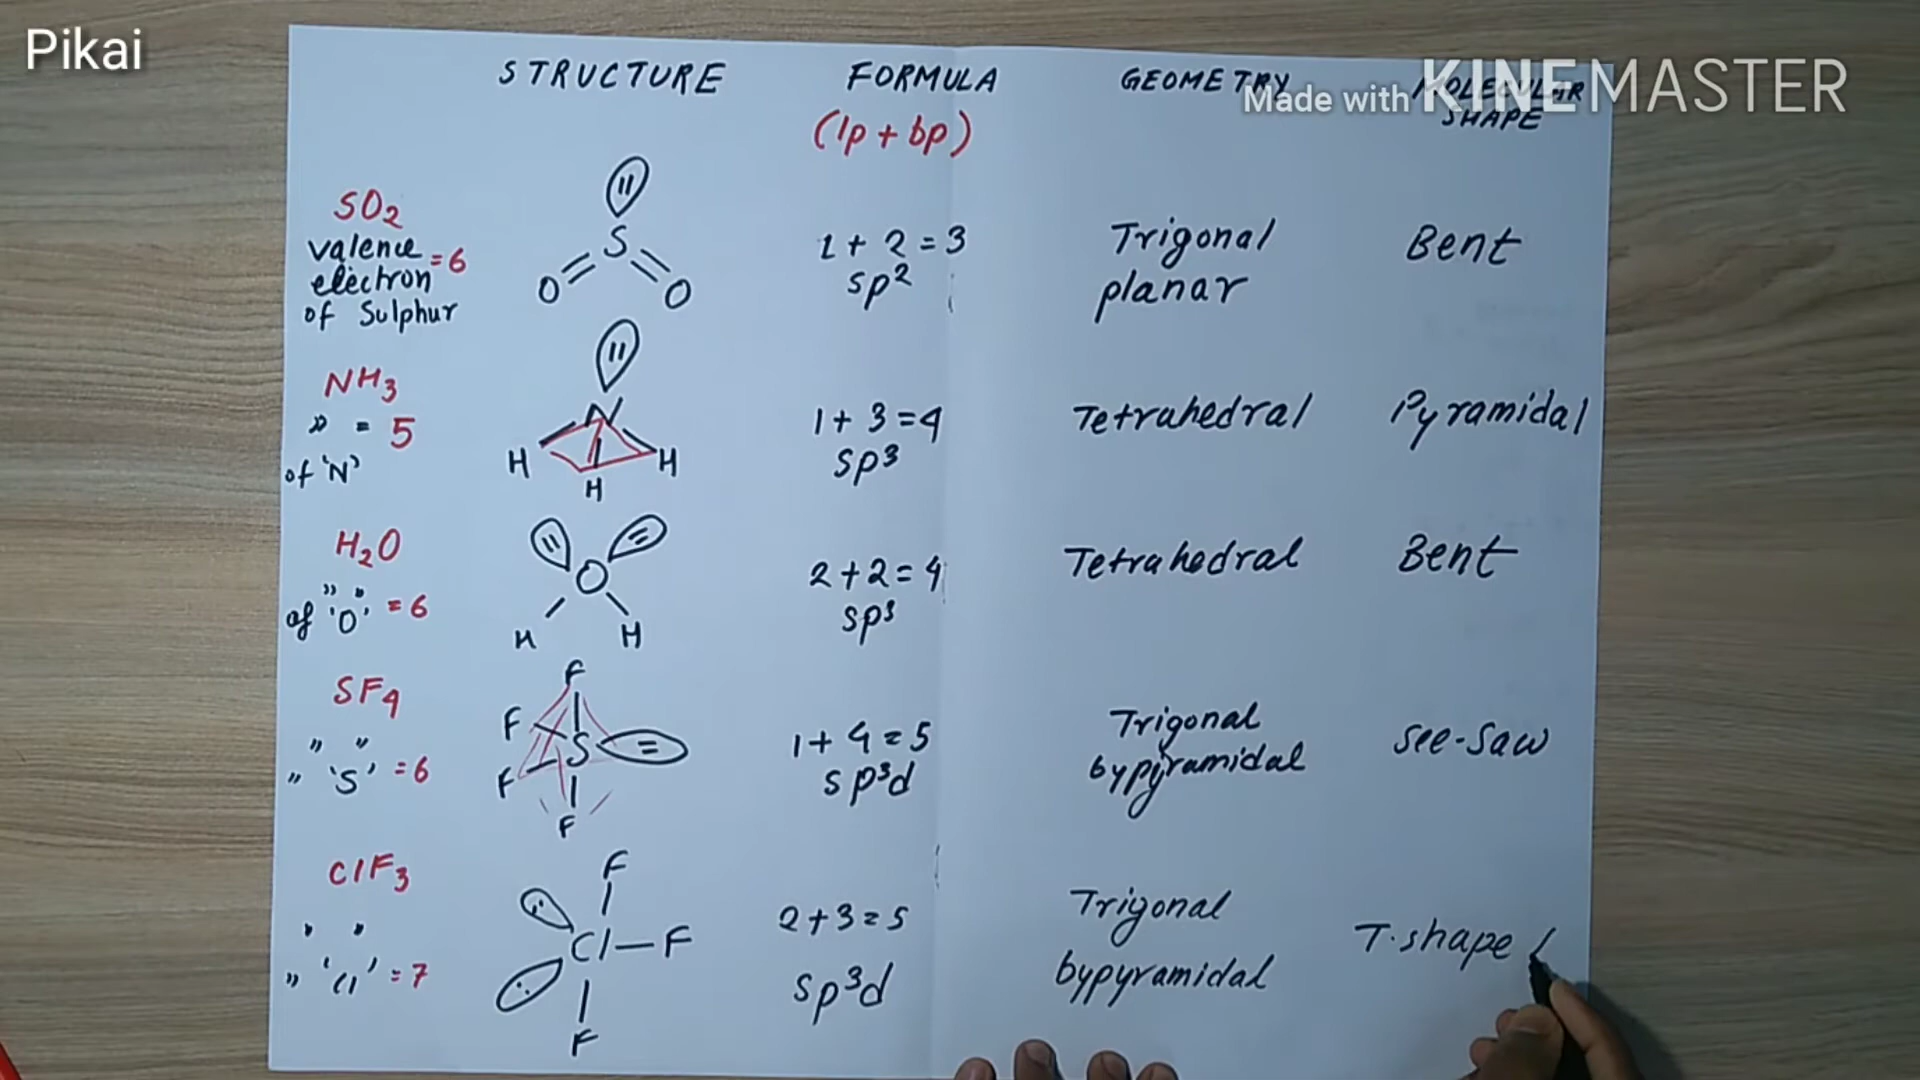 Pikai
Made with KINEMASTER
STRUCTURE FORMULA GEOMETRY MOLECULAR
(lp + bp) SHAPE
SO2
valence = 6
electron
of Sulphur
S
O O
1 + 2 = 3
sp2
Trigonal
planar
Bent
NH3
" = 5
of 'N'
N
H H
H
1 + 3 = 4
sp3
Tetrahedral
Pyramidal
H2O
" "
of 'O' = 6
O
H H
2 + 2 = 4
sp3
Tetrahedral
Bent
SF4
" "
" 'S' = 6
F
F
S
F
F
1 + 4 = 5
sp3d
Trigonal
bypyramidal
see-saw
ClF3
" "
" 'Cl' = 7
F
Cl F
F
2 + 3 = 5
sp3d
Trigonal
bypyramidal
T.shape (